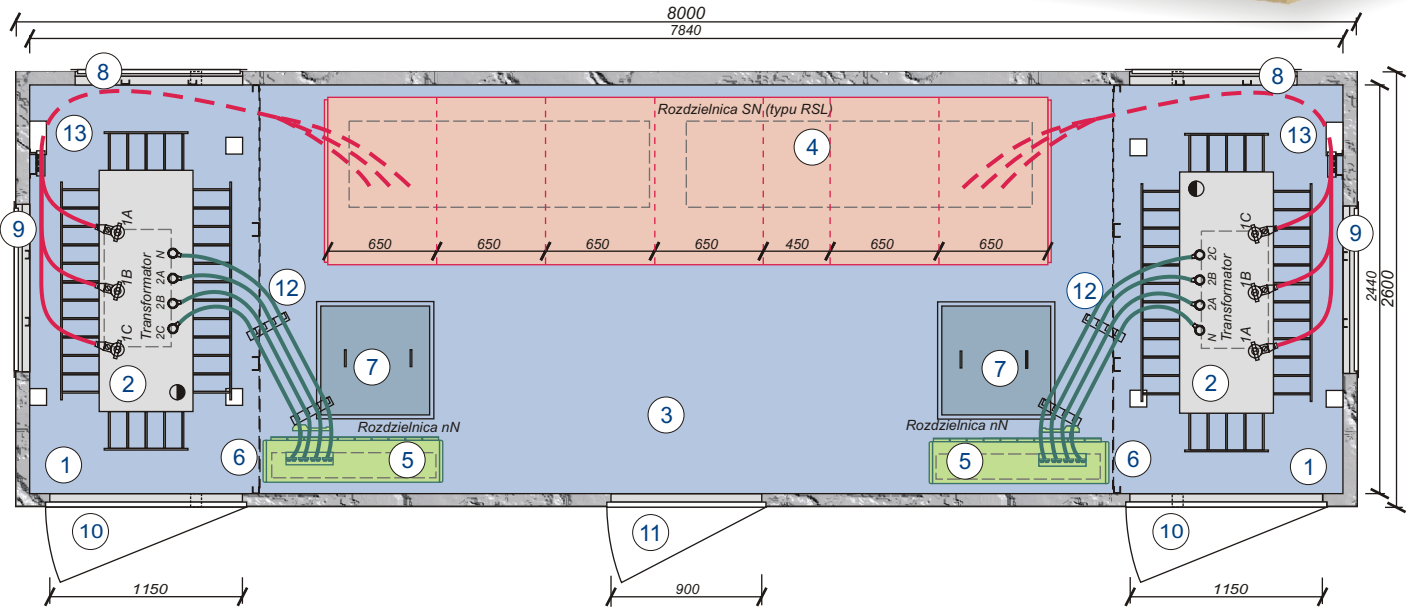 8000
7840
8
8
Rozdzielnica SN (typu RSL)
13
4
13
9
9
650 650 650 650 450 650 650
1A
1B
1C
N
2A
2B
2C
Transformator
2
12
12
1C
1B
1A
2C
2B
2A
N
Transformator
2
2440
2600
7
7
3
Rozdzielnica nN
Rozdzielnica nN
1
6
5
5
6
1
10
11
10
1150
900
1150